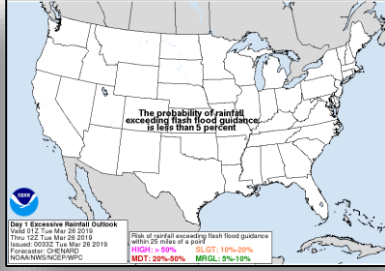 The probability of rainfall
exceeding flash flood guidance
is less than 5 percent
noaa
Day 1 Excessive Rainfall Outlook
Valid 01Z Tue Mar 26 2019
Thru 12Z Tue Mar 26 2019
Issued: 0033Z Tue Mar 26 2019
Forecaster: CHENARD
NOAA/NWS/NCEP/WPC
Risk of rainfall exceeding flash flood guidance
within 25 miles of a point
HIGH: > 50% SLGT: 10%-20%
MDT: 20%-50% MRGL: 5%-10%